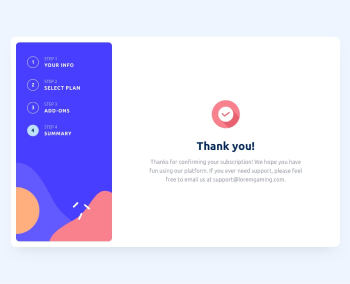 1
STEP 1
YOUR INFO
2
STEP 2
SELECT PLAN
3
STEP 3
ADD-ONS
4
STEP 4
SUMMARY
Thank you!
Thanks for confirming your subscription! We hope you have
fun using our platform. If you ever need support, please feel
free to email us at support@loremgaming.com.